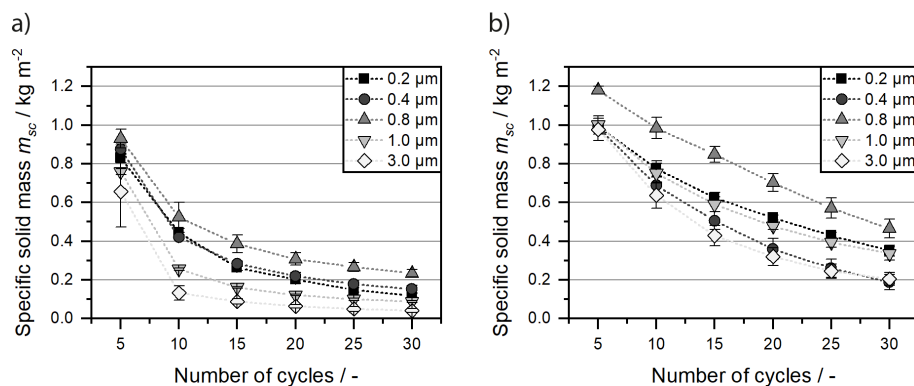 a)
Specific solid mass m_sc / kg m⁻²
1.2
1.0
0.8
0.6
0.4
0.2
0.0
5 10 15 20 25 30
Number of cycles / -
0.2 µm
0.4 µm
0.8 µm
1.0 µm
3.0 µm
b)
Specific solid mass m_sc / kg m⁻²
1.2
1.0
0.8
0.6
0.4
0.2
0.0
5 10 15 20 25 30
Number of cycles / -
0.2 µm
0.4 µm
0.8 µm
1.0 µm
3.0 µm